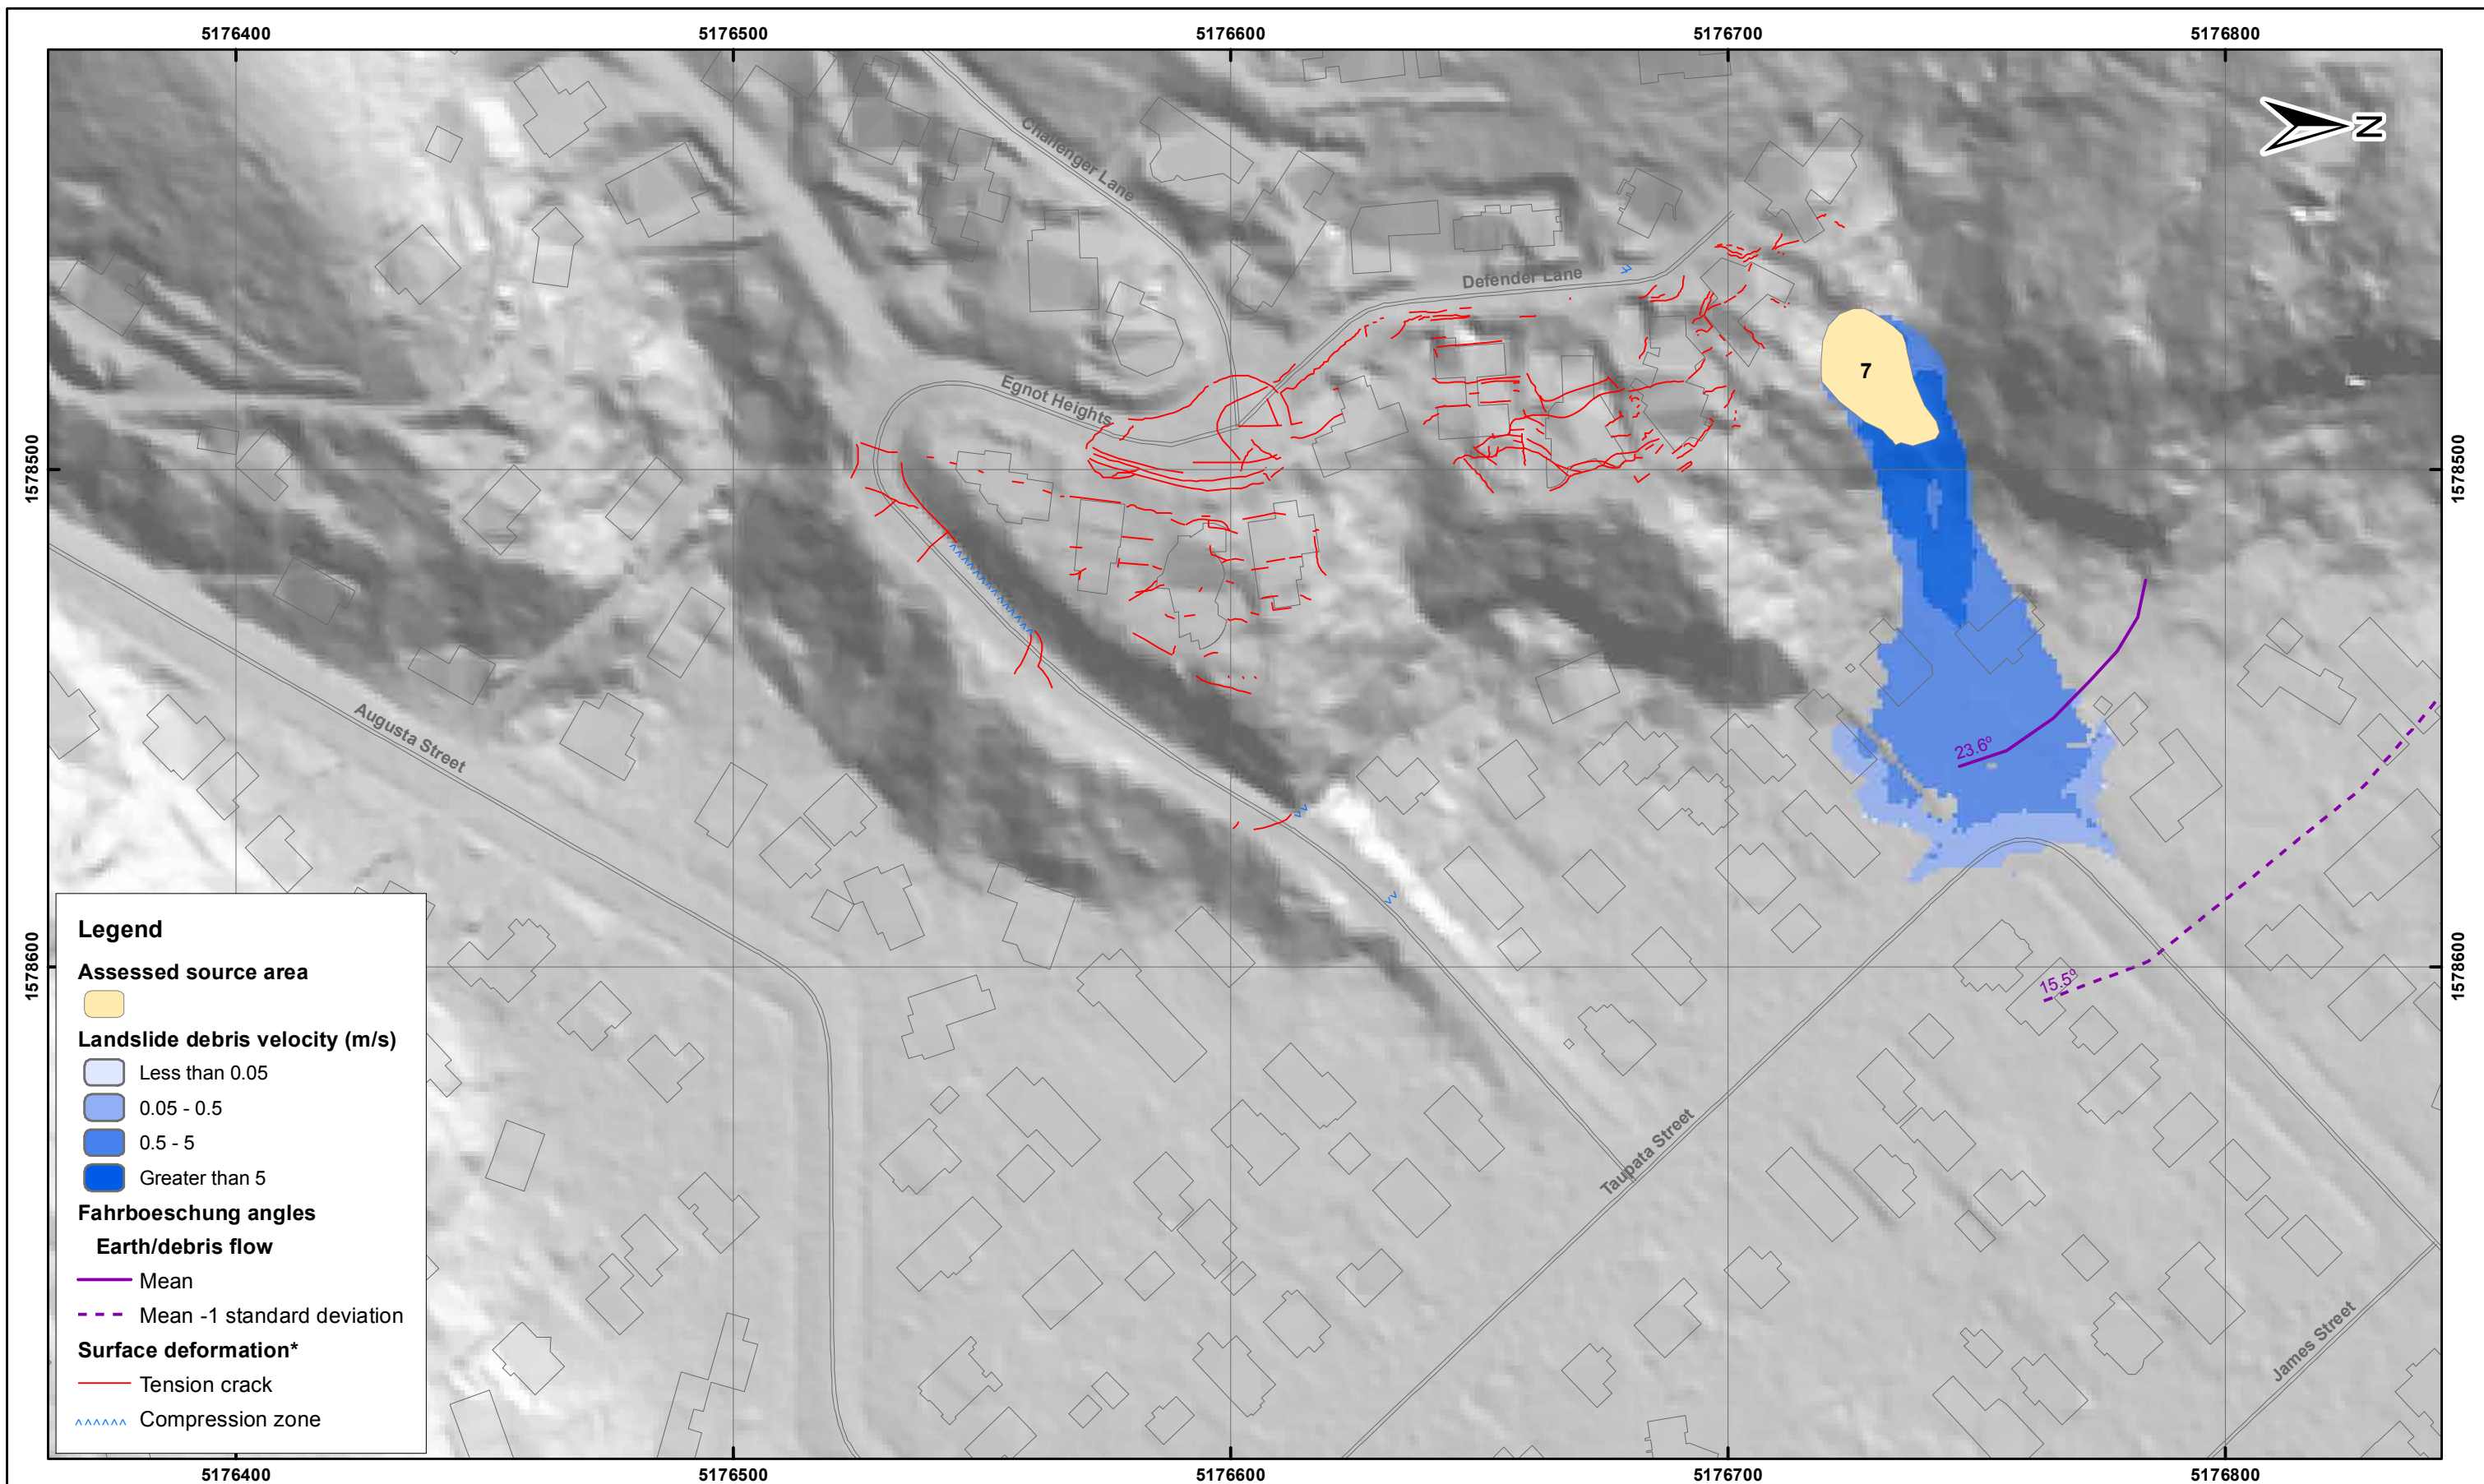 5176400 5176500 5176600 5176700 5176800
N
Challenger Lane
Defender Lane
7
Egnot Heights
1578500 1578500
Augusta Street
23.6°
15.5°
1578600 1578600
Taupata Street
James Street
Legend
Assessed source area
Landslide debris velocity (m/s)
Less than 0.05
0.05 - 0.5
0.5 - 5
Greater than 5
Fahrboeschung angles
Earth/debris flow
Mean
Mean -1 standard deviation
Surface deformation*
Tension crack
Compression zone
5176400 5176500 5176600 5176700 5176800